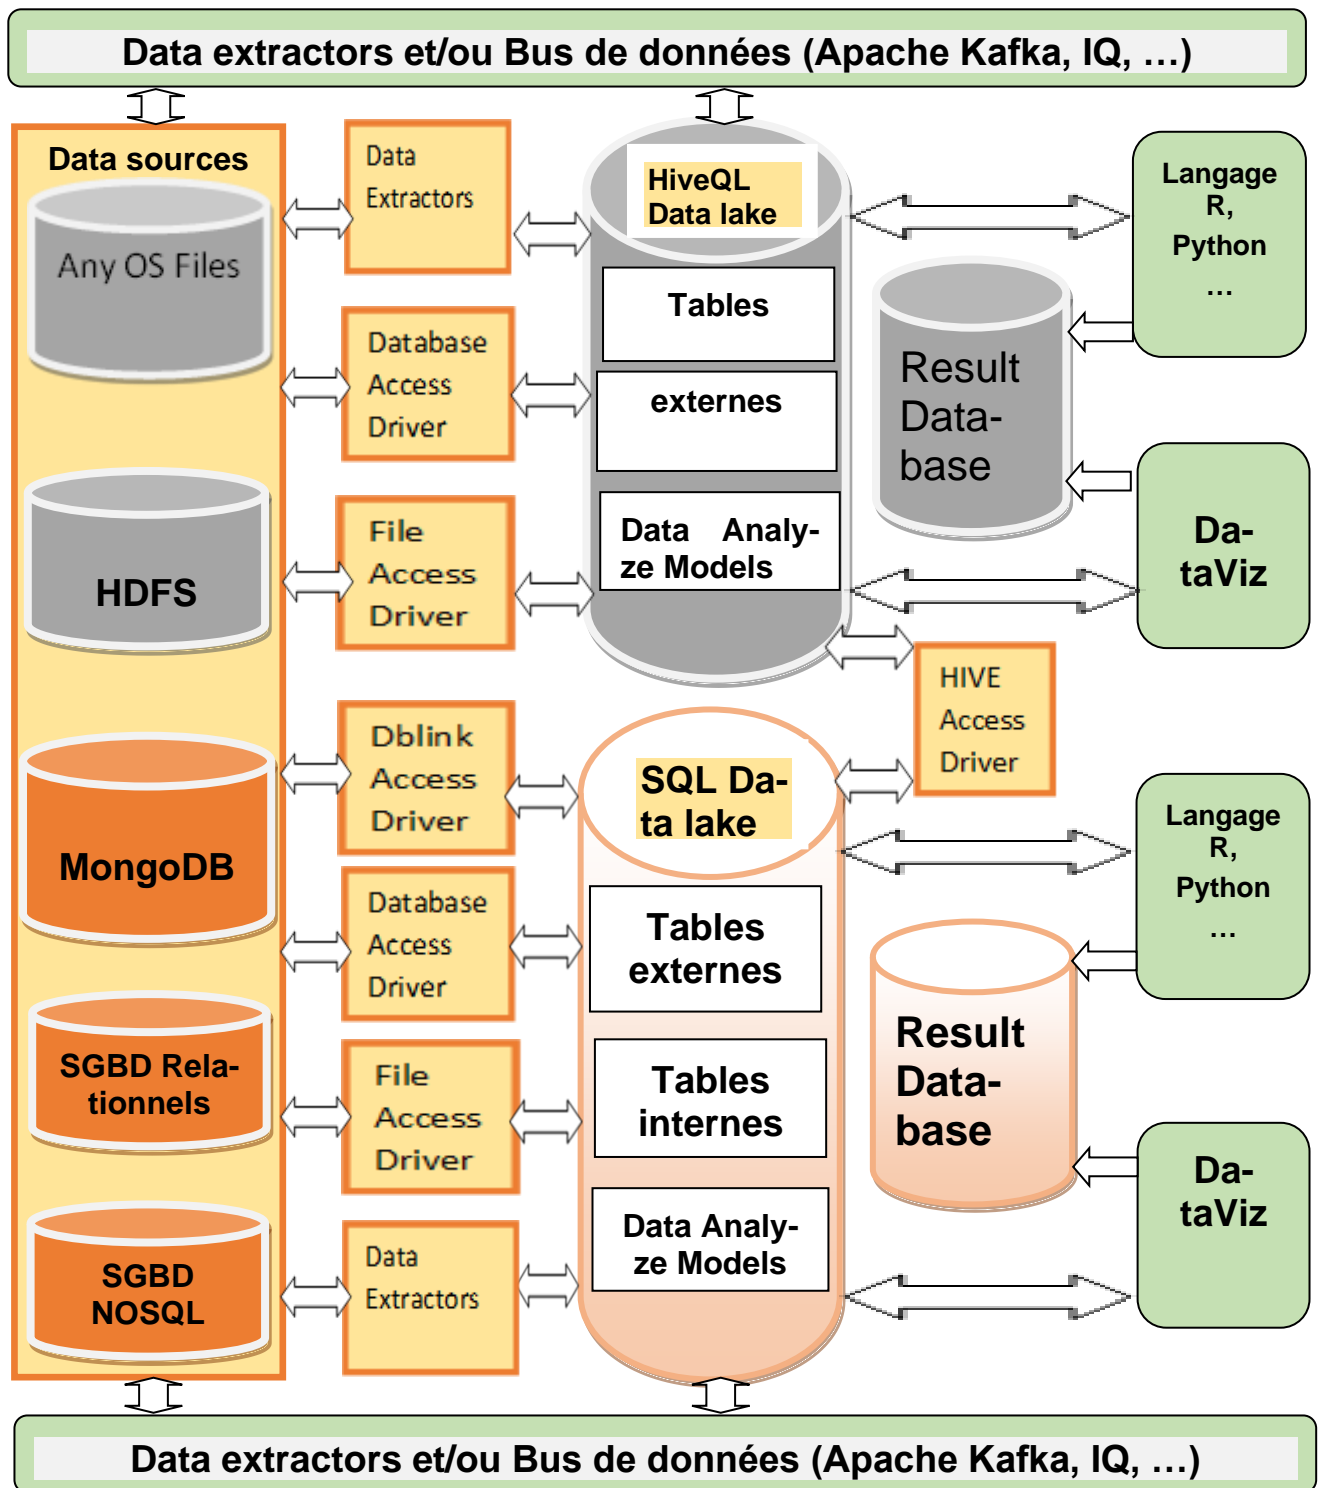 Data extractors et/ou Bus de données (Apache Kafka, IQ, …)
Data sources
Any OS Files
HDFS
MongoDB
SGBD Rela-
tionnels
SGBD
NOSQL
Data
Extractors
Database
Access
Driver
File
Access
Driver
Dblink
Access
Driver
Database
Access
Driver
File
Access
Driver
Data
Extractors
HiveQL
Data lake
Tables
externes
Data Analy-
ze Models
SQL Da-
ta lake
Tables
externes
Tables
internes
Data Analy-
ze Models
Langage
R,
Python
…
Result
Data-
base
Da-
taViz
HIVE
Access
Driver
Langage
R,
Python
…
Result
Data-
base
Da-
taViz
Data extractors et/ou Bus de données (Apache Kafka, IQ, …)